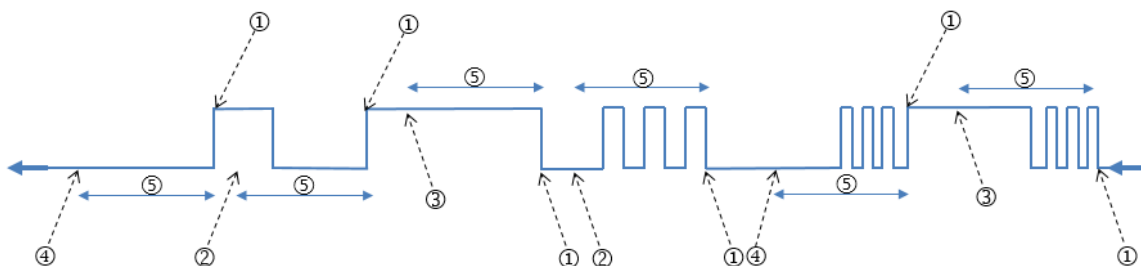 ① ① ①
⑤ ⑤ ⑤
⑤ ⑤ ⑤
③ ③
④ ② ① ② ① ④ ①